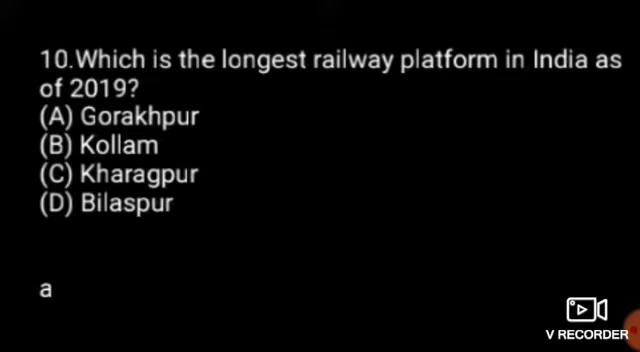 10.Which is the longest railway platform in India as
of 2019?
(A) Gorakhpur
(B) Kollam
(C) Kharagpur
(D) Bilaspur
a
V RECORDER